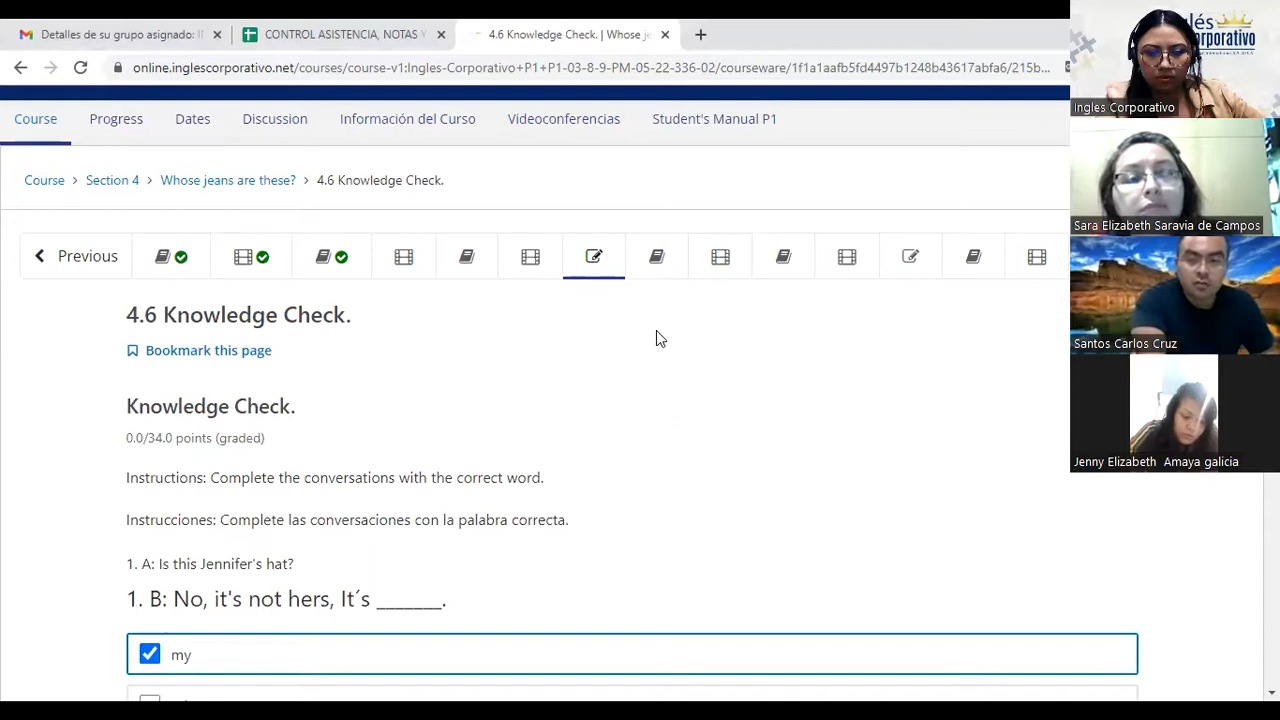 Detalles de su grupo asignado: I
CONTROL ASISTENCIA, NOTAS
4.6 Knowledge Check. | Whose je
online.inglescorporativo.net/courses/course-v1:Ingles-Corporativo+P1+P1-03-8-9-PM-05-22-336-02/courseware/1f1a1aafb5fd4497b1248b43617abfa6/215b...
Course
Progress
Dates
Discussion
Información del Curso
Videoconferencias
Student's Manual P1
Course > Section 4 > Whose jeans are these? > 4.6 Knowledge Check.
Previous
4.6 Knowledge Check.
Bookmark this page
Knowledge Check.
0.0/34.0 points (graded)
Instructions: Complete the conversations with the correct word.
Instrucciones: Complete las conversaciones con la palabra correcta.
1. A: Is this Jennifer's hat?
1. B: No, it's not hers, It´s _______.
my
Ingles Corporativo
Sara Elizabeth Saravia de Campos
Santos Carlos Cruz
Jenny Elizabeth Amaya galicia